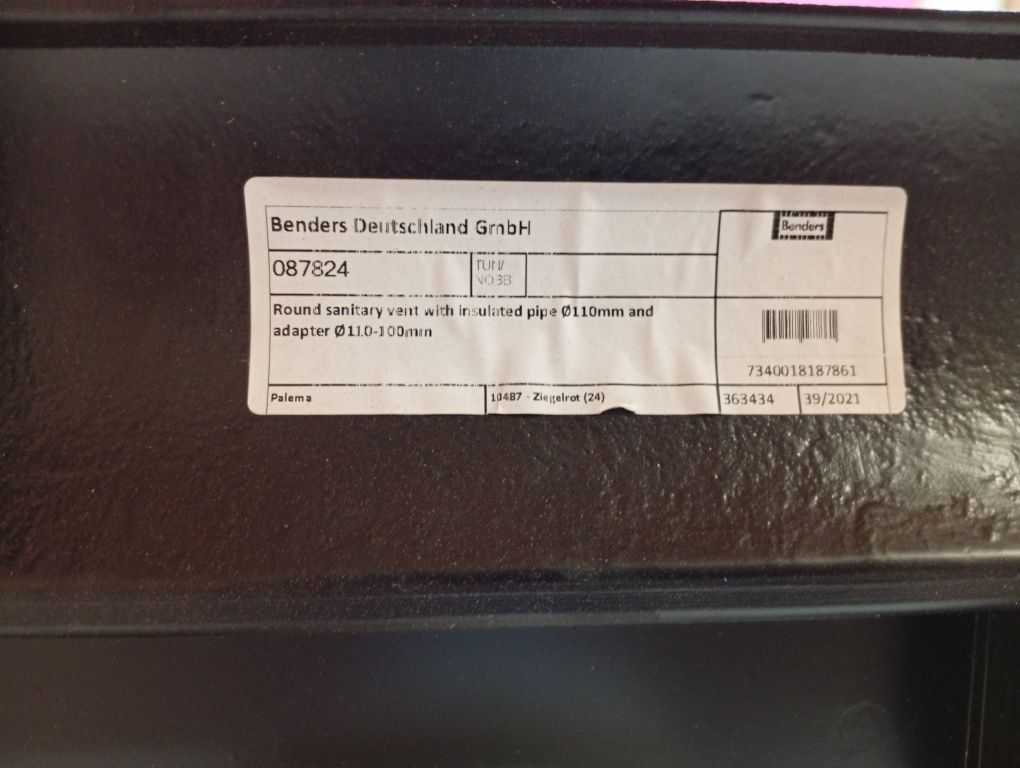 Benders Deutschland GmbH
Benders
087824
TUN/
NO3B
Round sanitary vent with insulated pipe Ø110mm and
adapter Ø110-100mm
7340018187861
Palema
10487 - Ziegelrot (24)
363434
39/2021